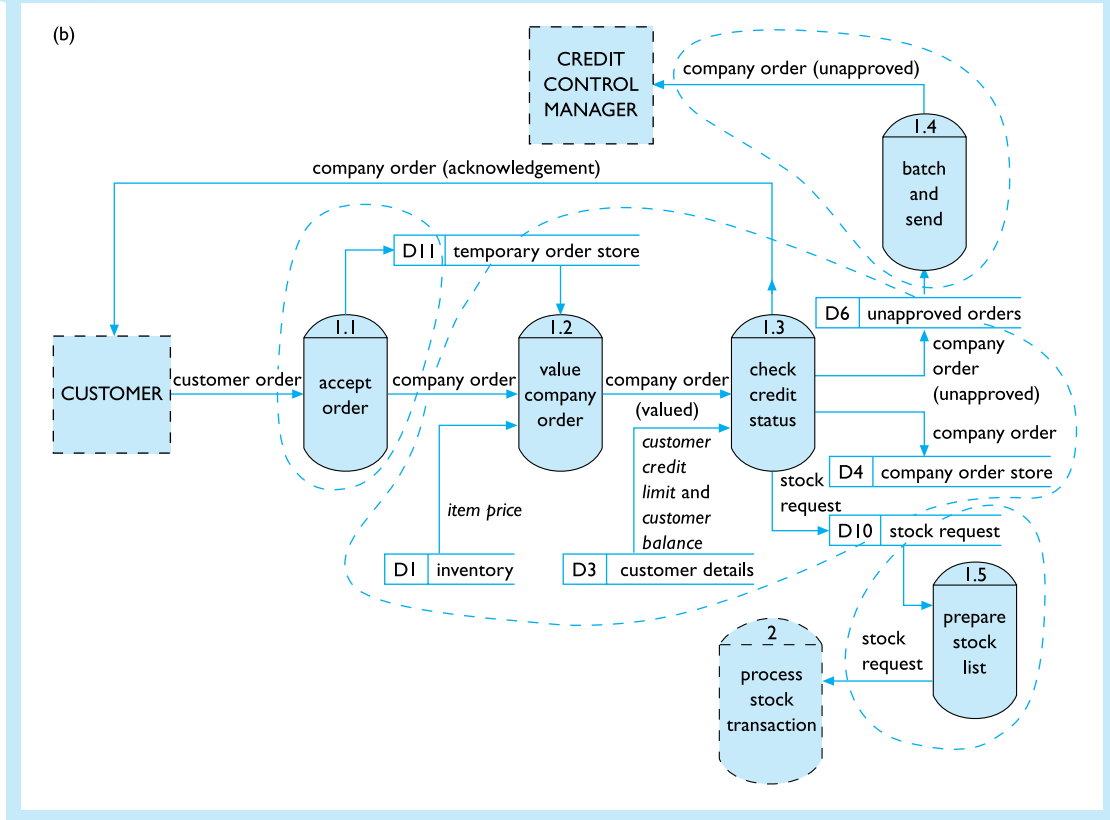 (b)
CREDIT
CONTROL
MANAGER
company order (unapproved)
1.4
batch
and
send
company order (acknowledgement)
D11 temporary order store
D6 unapproved orders
1.1
accept
order
1.2
value
company
order
1.3
check
credit
status
CUSTOMER
customer order
company order
company order
(valued)
company
order
(unapproved)
company order
D4 company order store
customer
credit
limit and
customer
balance
item price
stock
request
D10 stock request
D1 inventory
D3 customer details
1.5
prepare
stock
list
stock
request
2
process
stock
transaction